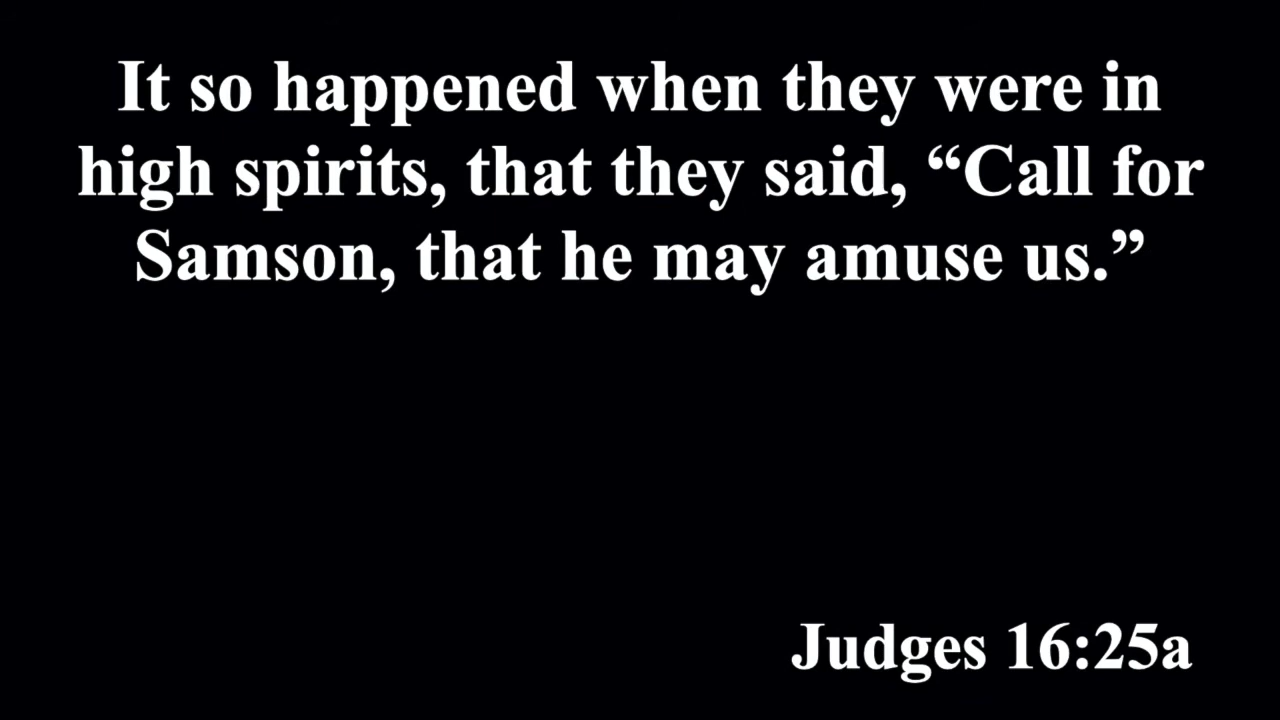 It so happened when they were in
high spirits, that they said, “Call for
Samson, that he may amuse us.”
Judges 16:25a